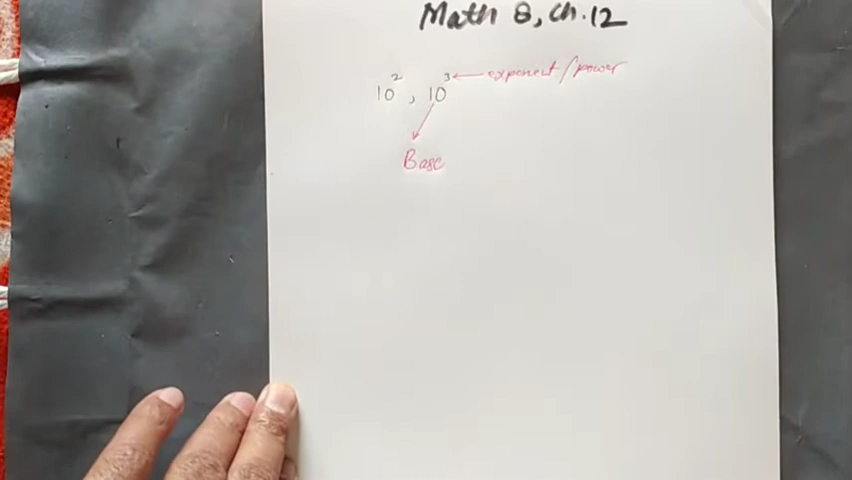 Math 8, Ch.12
10², 10³ ← exponent/power
Base